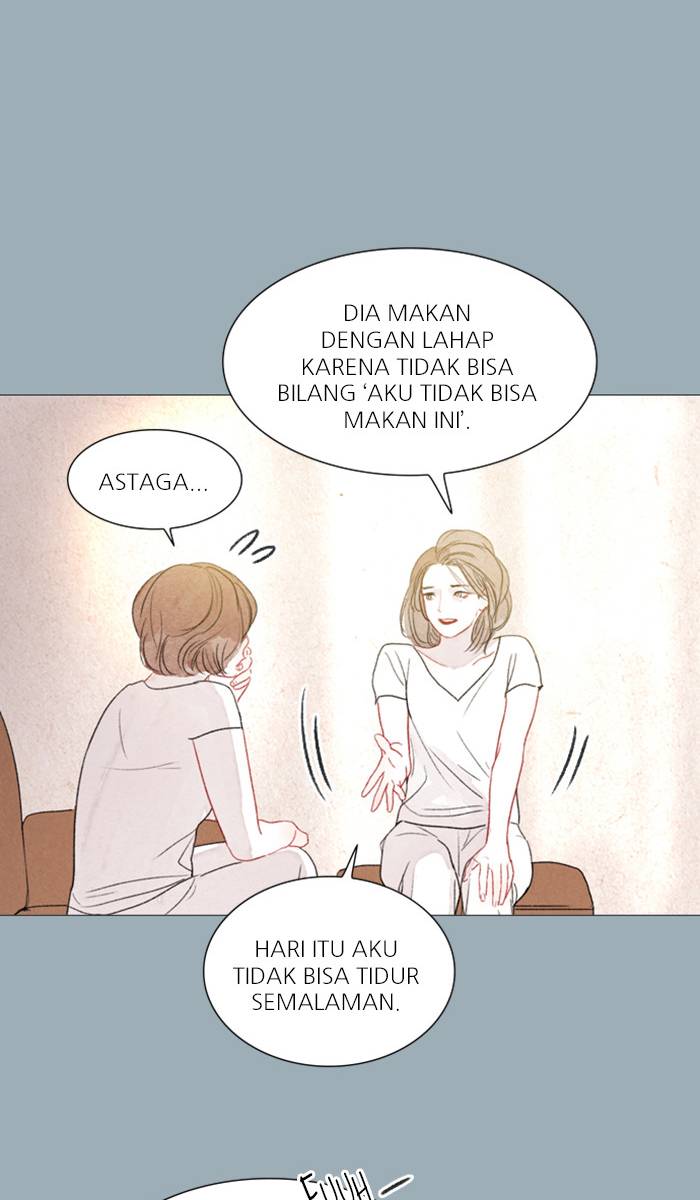 DIA MAKAN
DENGAN LAHAP
KARENA TIDAK BISA
BILANG ‘AKU TIDAK BISA
MAKAN INI’.
ASTAGA...
HARI ITU AKU
TIDAK BISA TIDUR
SEMALAMAN.
FUUH